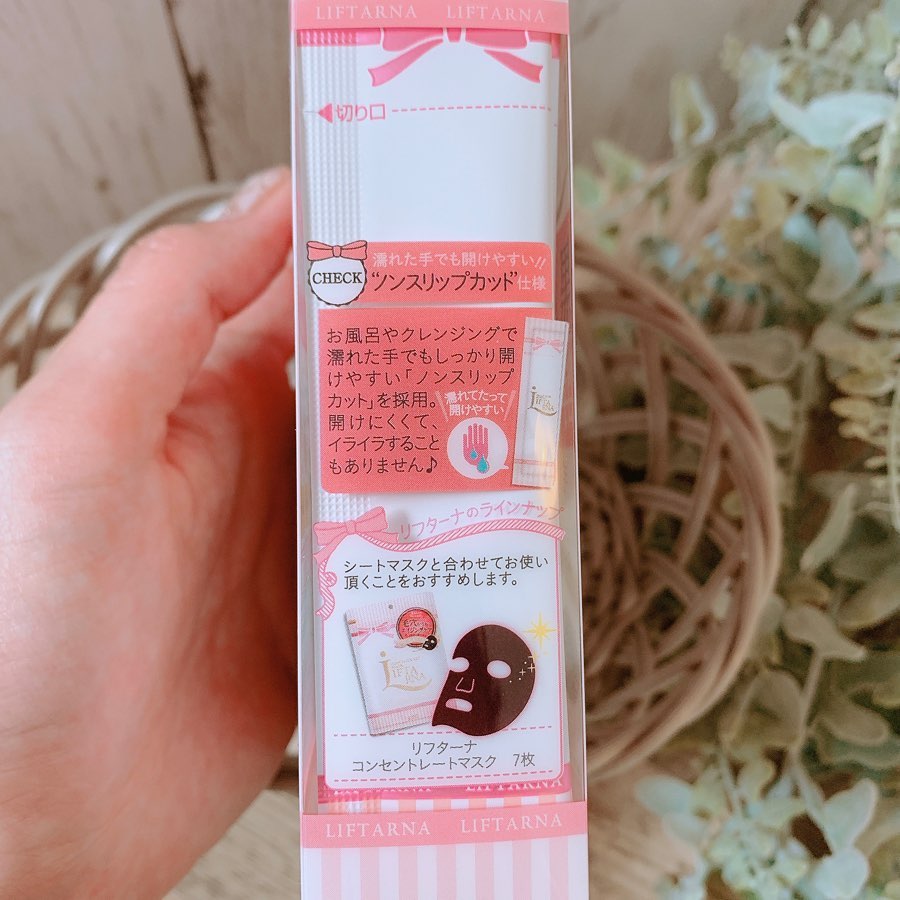 LIFTARNA LIFTARNA
切り口
CHECK
濡れた手でも開けやすい!!
"ノンスリップカット"仕様
お風呂やクレンジングで
濡れた手でもしっかり開
けやすい「ノンスリップ
カット」を採用。
開けにくくて、
イライラすること
もありません♪
濡れてたって
開けやすい
リフターナのラインナップ
シートマスクと合わせてお使い
頂くことをおすすめします。
LIFTARNA
リフターナ
コンセントレートマスク 7枚
LIFTARNA
LIFTARNA LIFTARNA